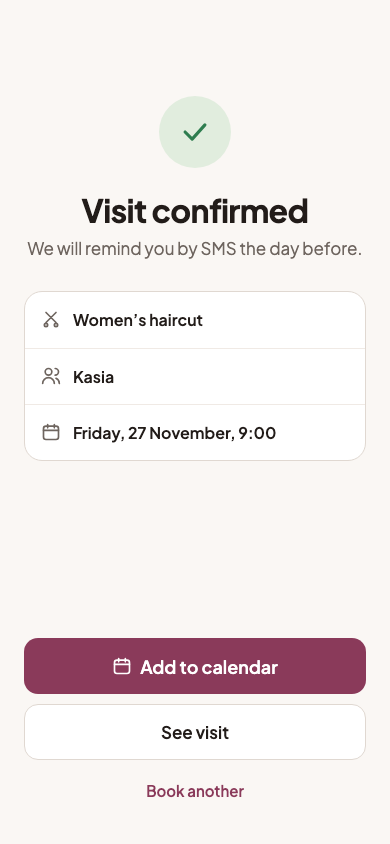 Visit confirmed
We will remind you by SMS the day before.
Women’s haircut
Kasia
Friday, 27 November, 9:00
Add to calendar
See visit
Book another